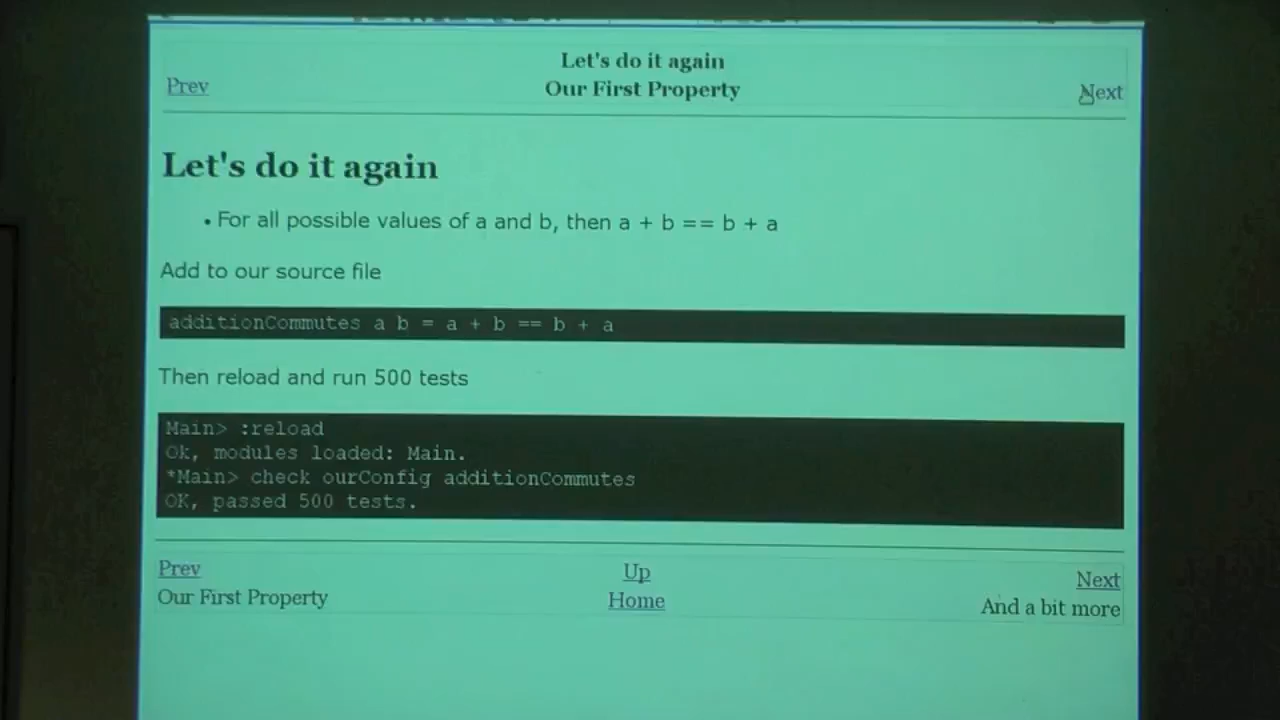 Let's do it again
Prev Our First Property Next
Let's do it again
• For all possible values of a and b, then a + b == b + a
Add to our source file
additionCommutes a b = a + b == b + a
Then reload and run 500 tests
Main> :reload
Ok, modules loaded: Main.
*Main> check ourConfig additionCommutes
OK, passed 500 tests.
Prev Up Next
Our First Property Home And a bit more